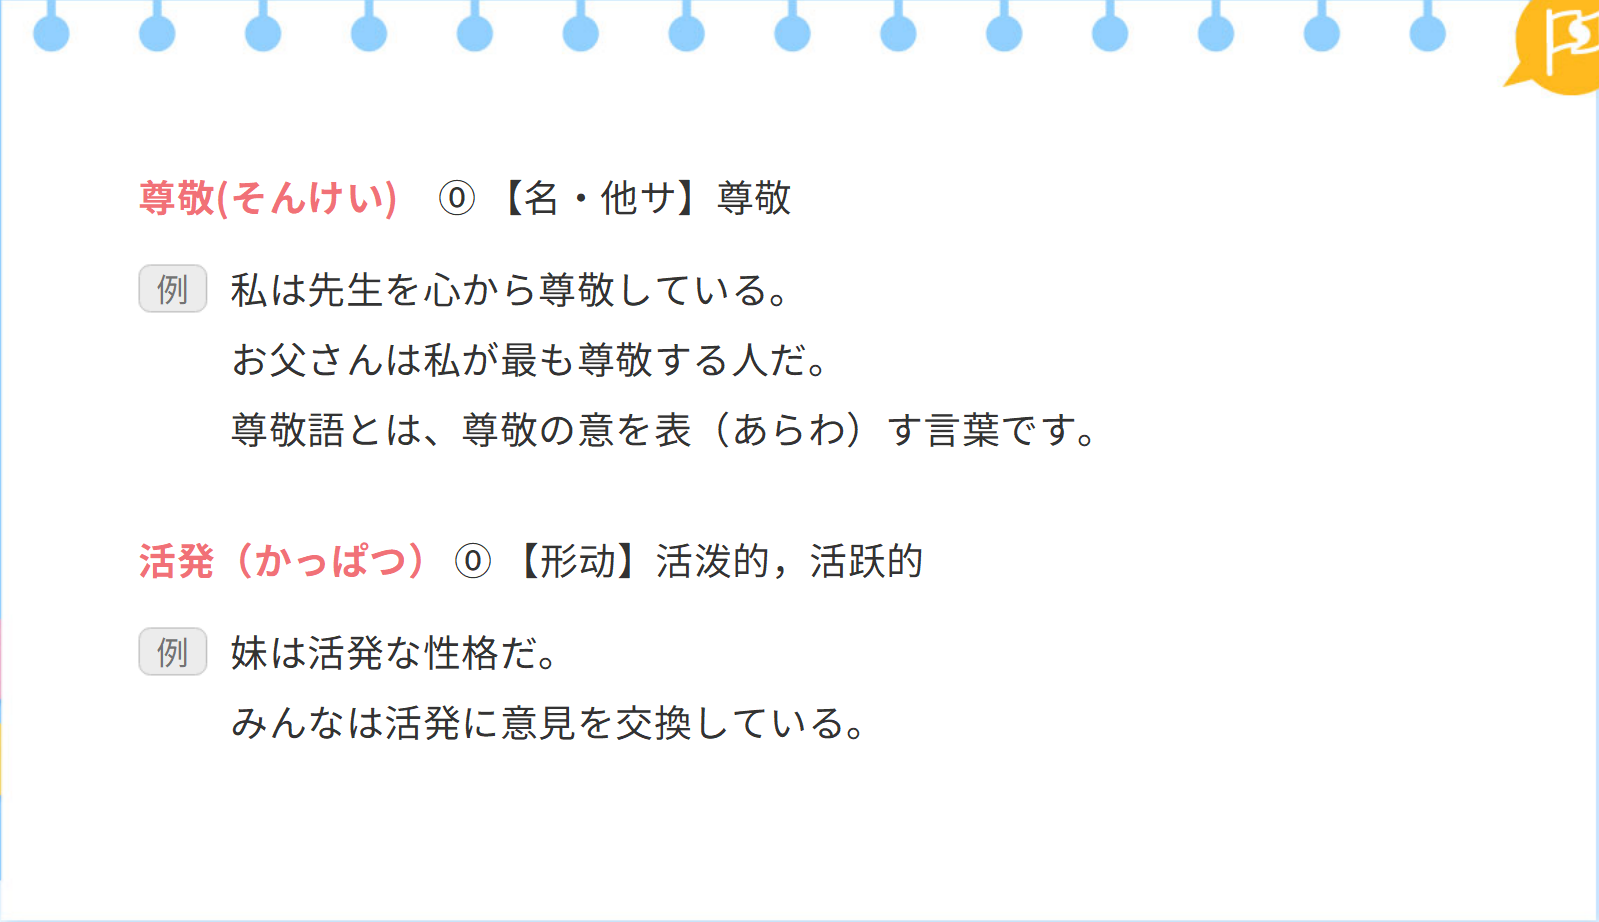 尊敬(そんけい) ⓪【名・他サ】尊敬
例 私は先生を心から尊敬している。
お父さんは私が最も尊敬する人だ。
尊敬語とは、尊敬の意を表（あらわ）す言葉です。
活発（かっぱつ）⓪【形动】活泼的，活跃的
例 妹は活発な性格だ。
みんなは活発に意見を交換している。